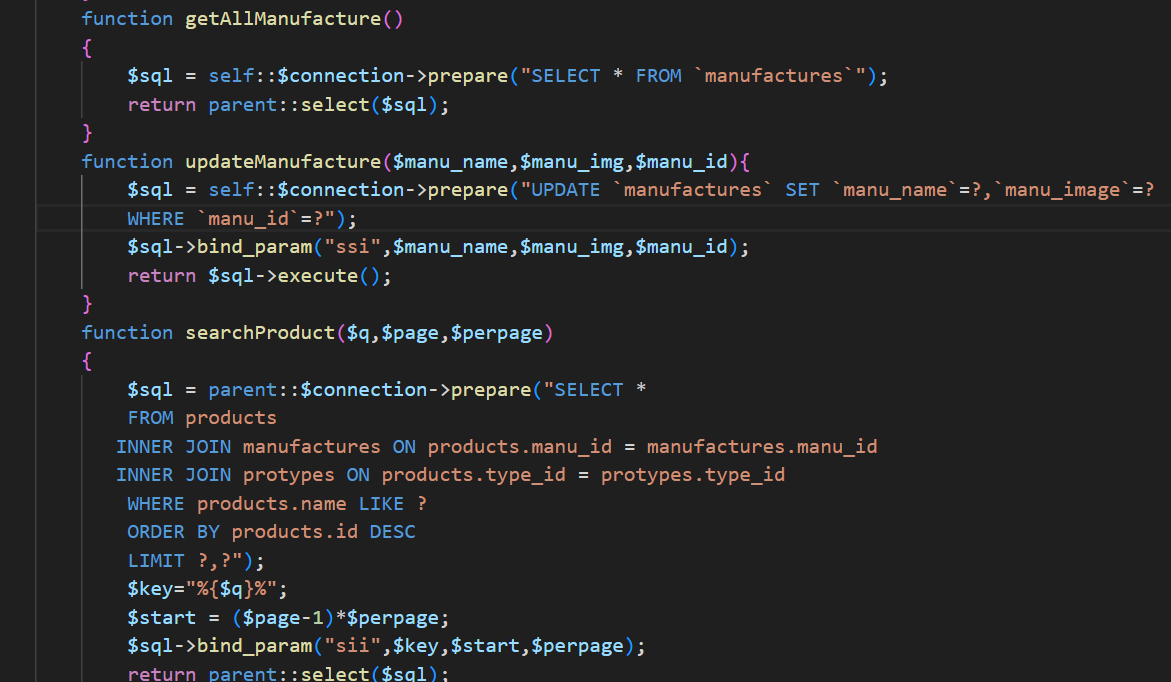 function getAllManufacture()
{
$sql = self::$connection->prepare("SELECT * FROM `manufactures`");
return parent::select($sql);
}
function updateManufacture($manu_name,$manu_img,$manu_id){
$sql = self::$connection->prepare("UPDATE `manufactures` SET `manu_name`=?,`manu_image`=?
WHERE `manu_id`=?");
$sql->bind_param("ssi",$manu_name,$manu_img,$manu_id);
return $sql->execute();
}
function searchProduct($q,$page,$perpage)
{
$sql = parent::$connection->prepare("SELECT *
FROM products
INNER JOIN manufactures ON products.manu_id = manufactures.manu_id
INNER JOIN protypes ON products.type_id = protypes.type_id
WHERE products.name LIKE ?
ORDER BY products.id DESC
LIMIT ?,?");
$key="%{$q}%";
$start = ($page-1)*$perpage;
$sql->bind_param("sii",$key,$start,$perpage);
return parent::select($sql);